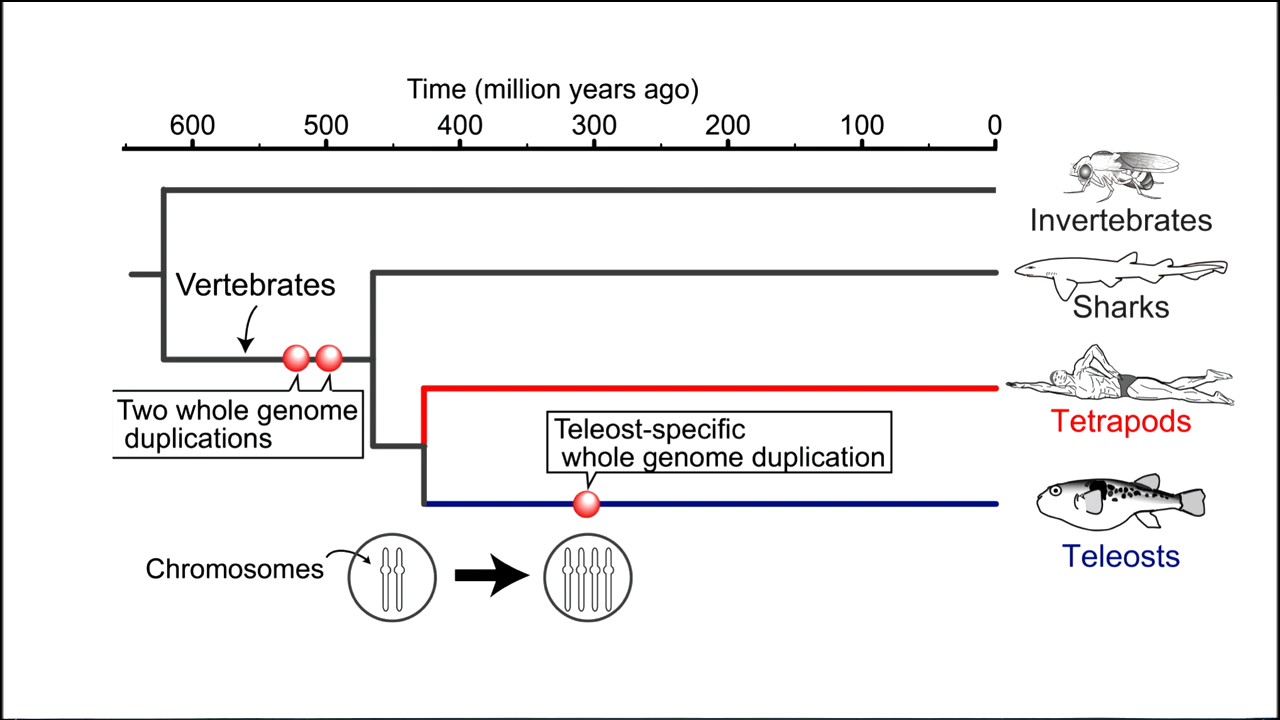 Time (million years ago)
600 500 400 300 200 100 0
Invertebrates
Vertebrates
Sharks
Two whole genome
duplications
Tetrapods
Teleost-specific
whole genome duplication
Teleosts
Chromosomes